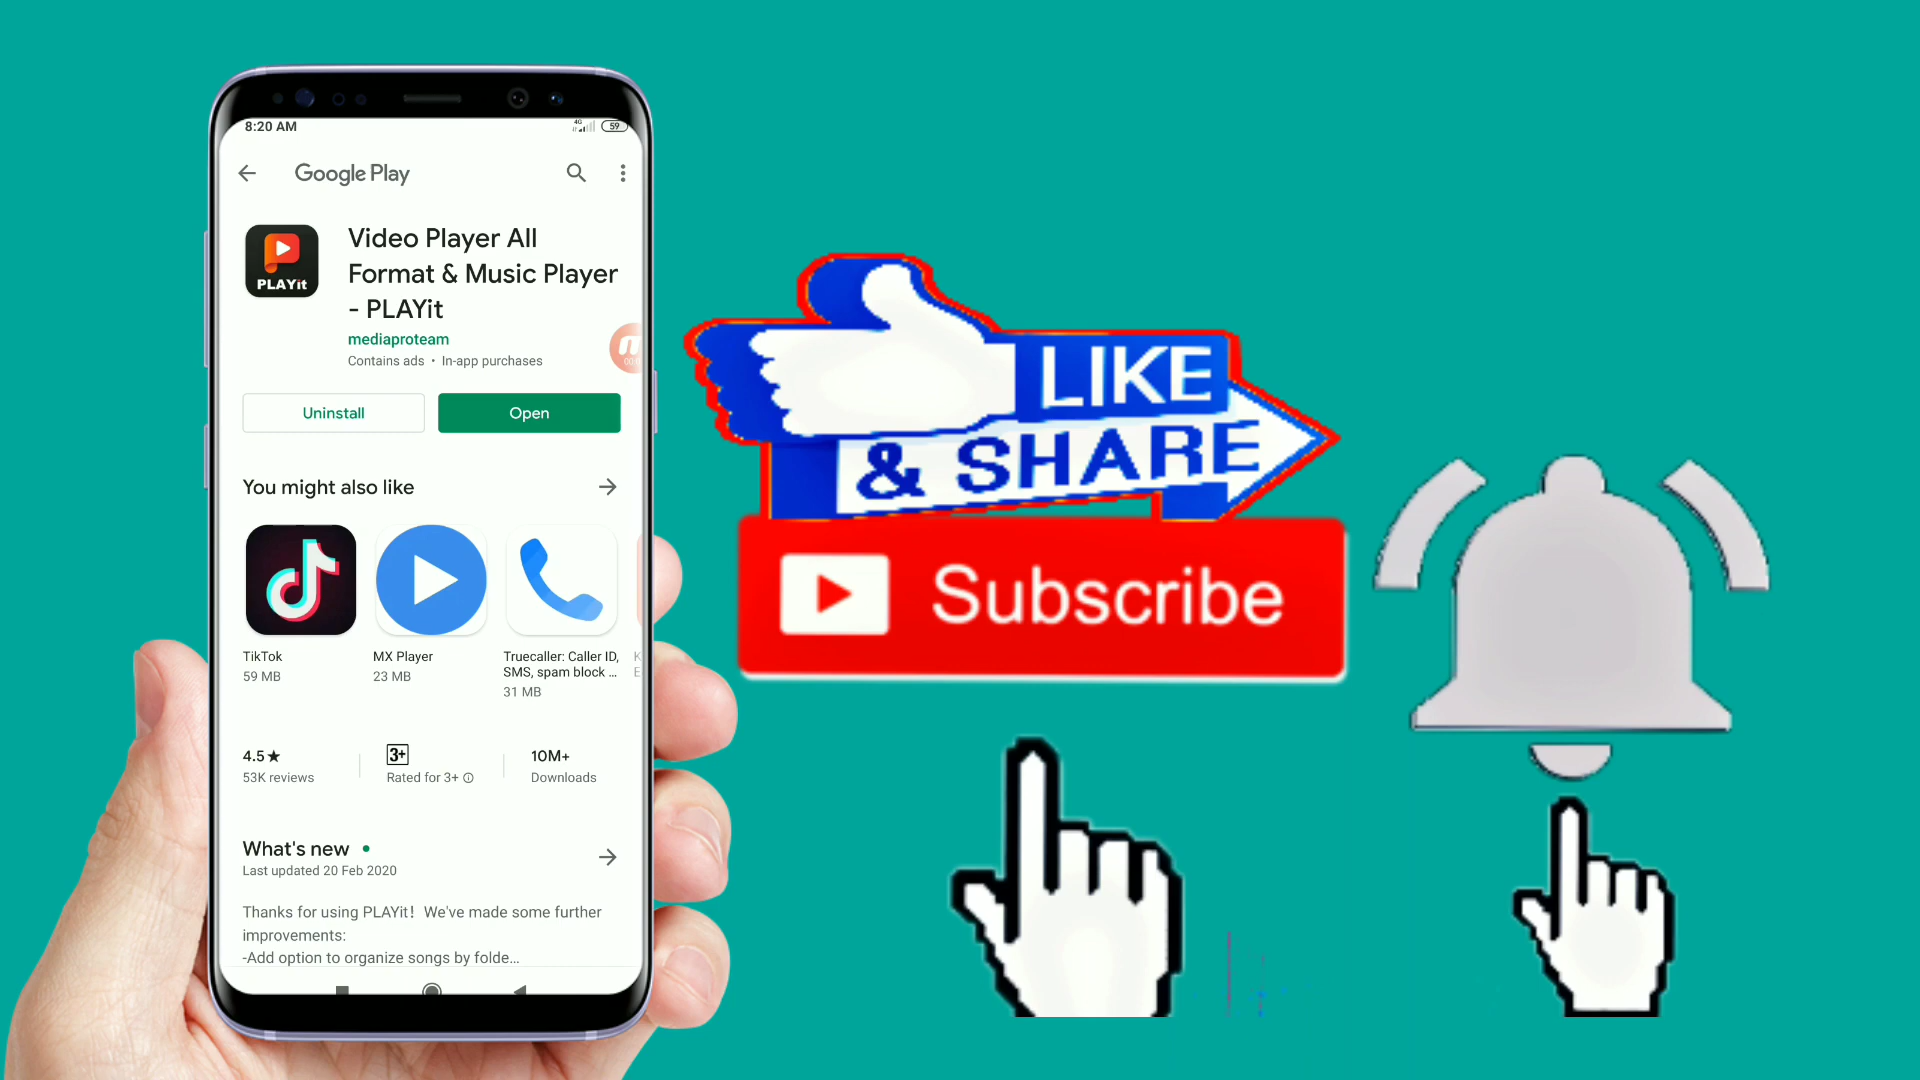 8:20 AM
4G
59
Google Play
PLAYit
Video Player All
Format & Music Player
- PLAYit
mediaproteam
Contains ads • In-app purchases
Uninstall
Open
You might also like
TikTok
59 MB
MX Player
23 MB
Truecaller: Caller ID,
SMS, spam block ...
31 MB
K
E
4.5★
53K reviews
3+
Rated for 3+
10M+
Downloads
What's new
Last updated 20 Feb 2020
Thanks for using PLAYit! We've made some further
improvements:
-Add option to organize songs by folde...
LIKE
& SHARE
Subscribe